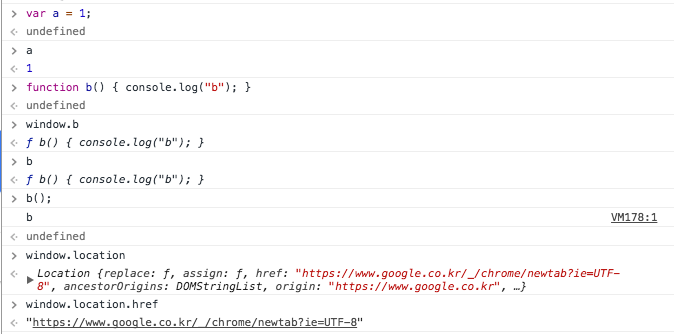 var a = 1;
undefined
a
1
function b() { console.log("b"); }
undefined
window.b
ƒ b() { console.log("b"); }
b
ƒ b() { console.log("b"); }
b();
b VM178:1
undefined
window.location
Location {replace: ƒ, assign: ƒ, href: "https://www.google.co.kr/_/chrome/newtab?ie=UTF-
8", ancestorOrigins: DOMStringList, origin: "https://www.google.co.kr", …}
window.location.href
"https://www.google.co.kr/_/chrome/newtab?ie=UTF-8"